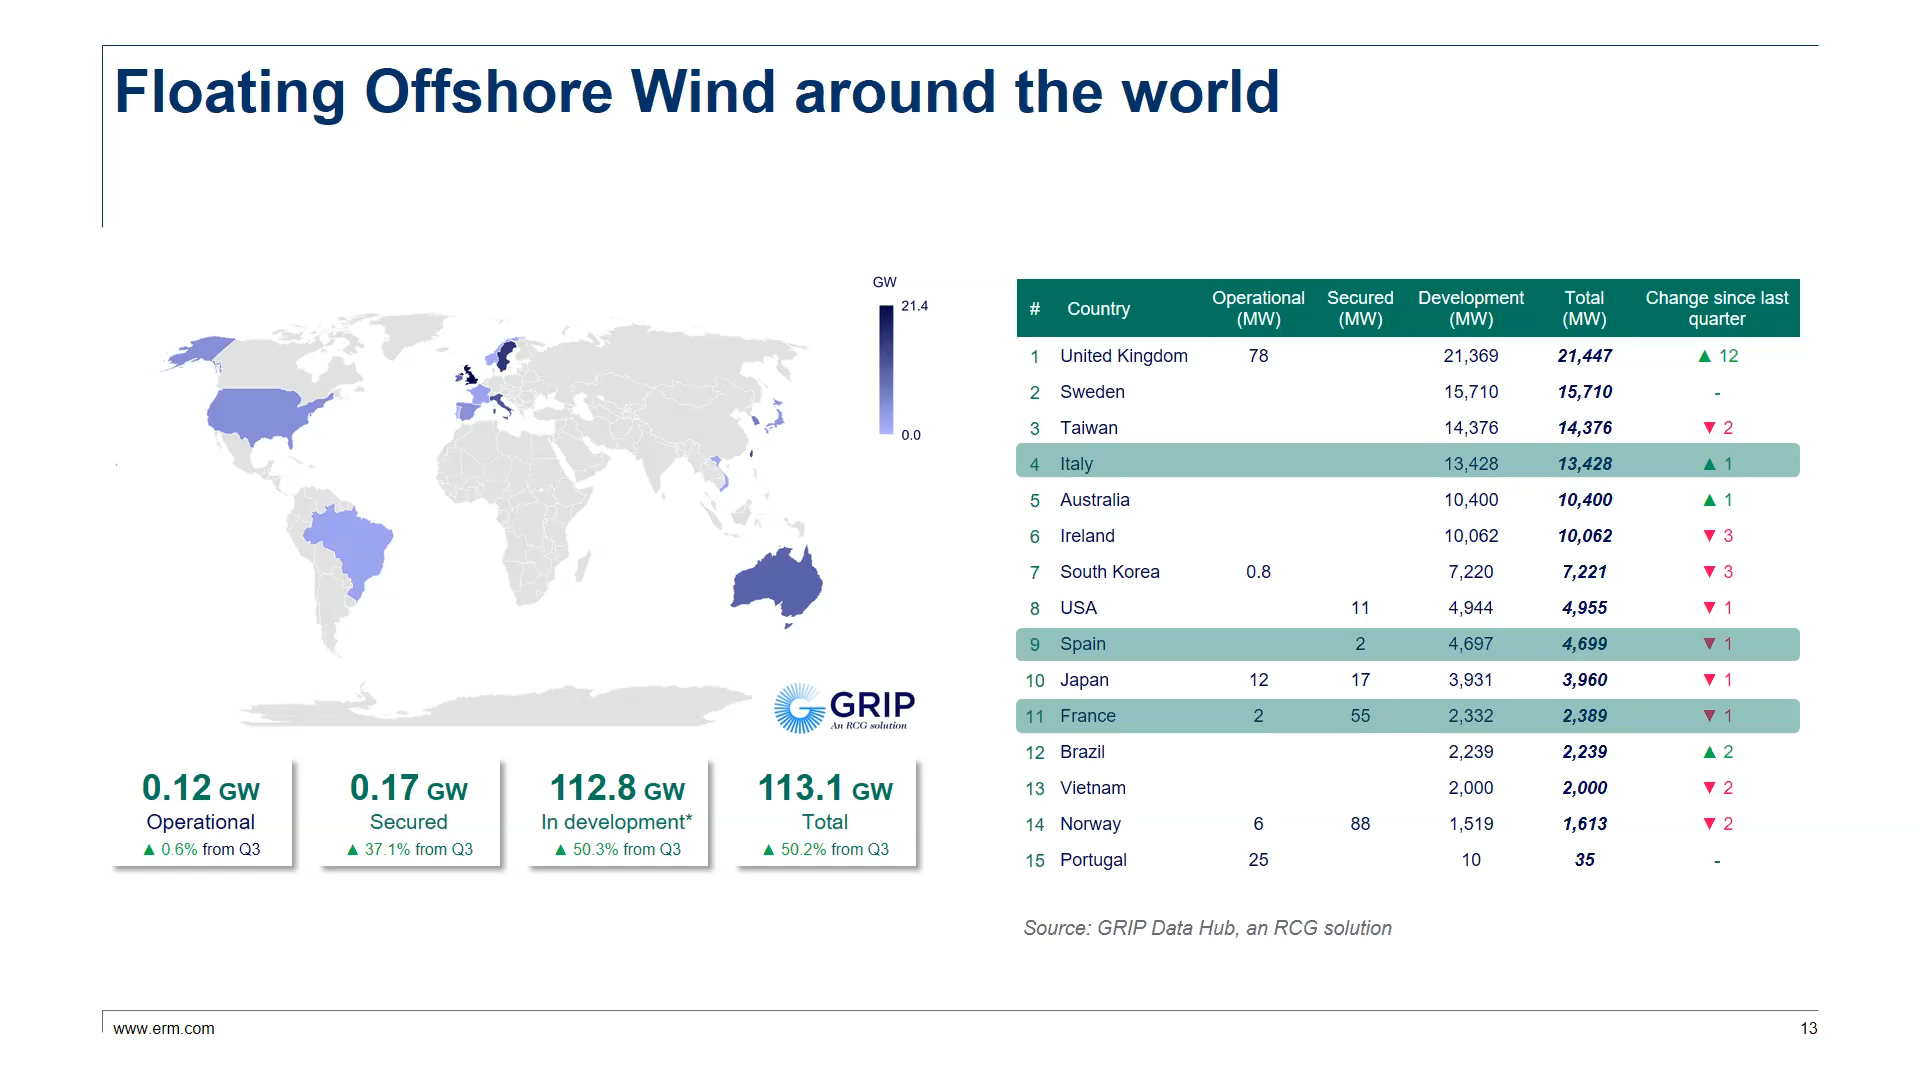 Floating Offshore Wind around the world
GW
21.4
0.0
GRIP
An RCG solution
0.12 GW
Operational
▲ 0.6% from Q3
0.17 GW
Secured
▲ 37.1% from Q3
112.8 GW
In development*
▲ 50.3% from Q3
113.1 GW
Total
▲ 50.2% from Q3
# Country Operational (MW) Secured (MW) Development (MW) Total (MW) Change since last quarter
1 United Kingdom 78 21,369 21,447 ▲ 12
2 Sweden 15,710 15,710 -
3 Taiwan 14,376 14,376 ▼ 2
4 Italy 13,428 13,428 ▲ 1
5 Australia 10,400 10,400 ▲ 1
6 Ireland 10,062 10,062 ▼ 3
7 South Korea 0.8 7,220 7,221 ▼ 3
8 USA 11 4,944 4,955 ▼ 1
9 Spain 2 4,697 4,699 ▼ 1
10 Japan 12 17 3,931 3,960 ▼ 1
11 France 2 55 2,332 2,389 ▼ 1
12 Brazil 2,239 2,239 ▲ 2
13 Vietnam 2,000 2,000 ▼ 2
14 Norway 6 88 1,519 1,613 ▼ 2
15 Portugal 25 10 35 -
Source: GRIP Data Hub, an RCG solution
www.erm.com
13